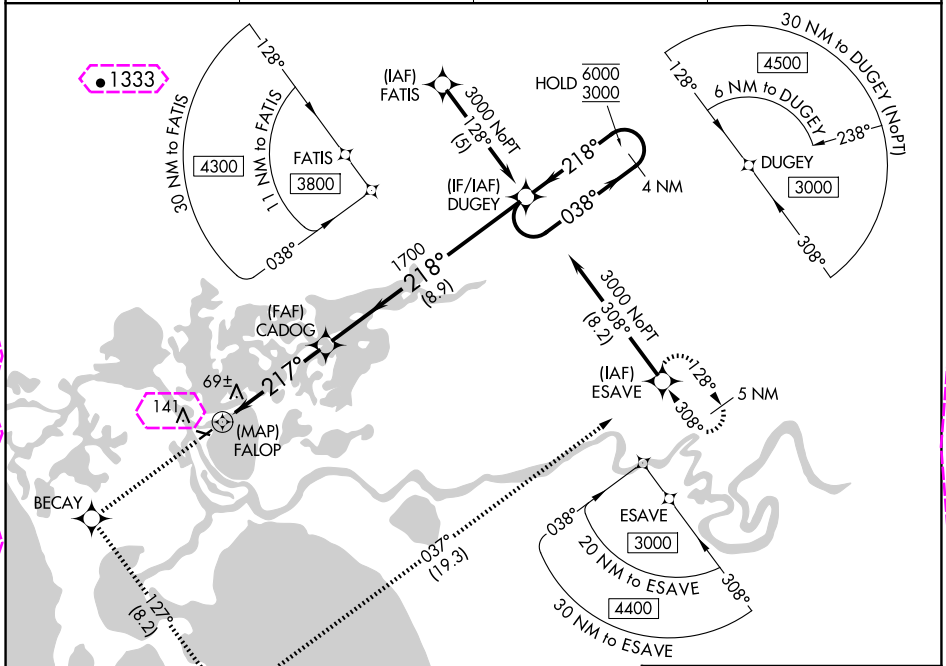 1333
30 NM to FATIS
128°
11 NM to FATIS
4300
FATIS
3800
038°
(IAF)
FATIS
3000 NoPT
128°
(5)
HOLD
6000
3000
218°
038°
4 NM
(IF/IAF)
DUGEY
30 NM to DUGEY (NoPT)
4500
128°
6 NM to DUGEY
238°
DUGEY
3000
308°
1700
218°
(8.9)
(FAF)
CADOG
217°
69±
141
(MAP)
FALOP
BECAY
127°
(8.2)
037°
(19.3)
3000 NoPT
308°
(8.2)
(IAF)
ESAVE
128°
308°
5 NM
038°
ESAVE
3000
20 NM to ESAVE
308°
4400
30 NM to ESAVE